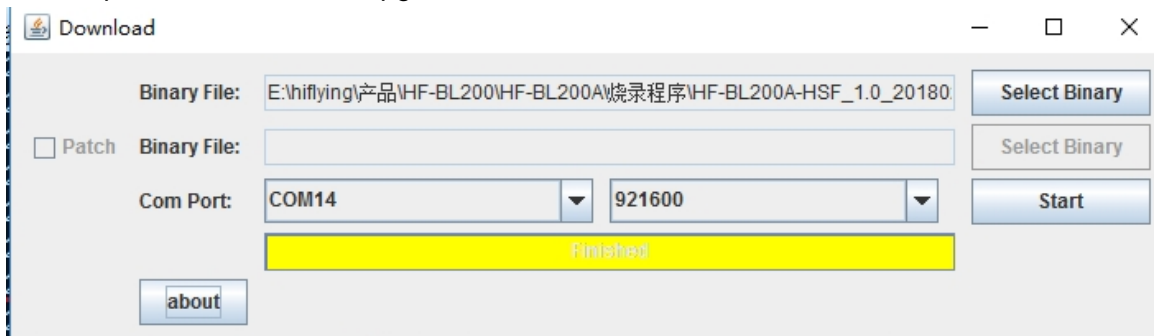 Download
Binary File: E:\hiflying\产品\HF-BL200\HF-BL200A\烧录程序\HF-BL200A-HSF_1.0_20180 Select Binary
Patch Binary File: Select Binary
Com Port: COM14 921600 Start
Finished
about